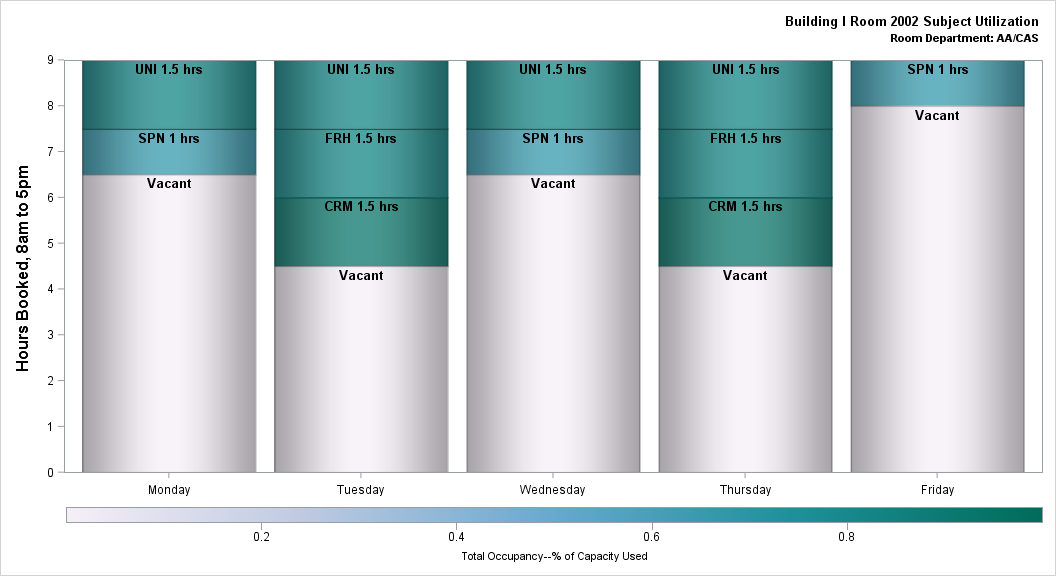 Building I Room 2002 Subject Utilization
Room Department: AA/CAS
Hours Booked, 8am to 5pm
9
8
7
6
5
4
3
2
1
0
UNI 1.5 hrs
SPN 1 hrs
Vacant
UNI 1.5 hrs
FRH 1.5 hrs
CRM 1.5 hrs
Vacant
UNI 1.5 hrs
SPN 1 hrs
Vacant
UNI 1.5 hrs
FRH 1.5 hrs
CRM 1.5 hrs
Vacant
SPN 1 hrs
Vacant
Monday Tuesday Wednesday Thursday Friday
0.2 0.4 0.6 0.8
Total Occupancy--% of Capacity Used